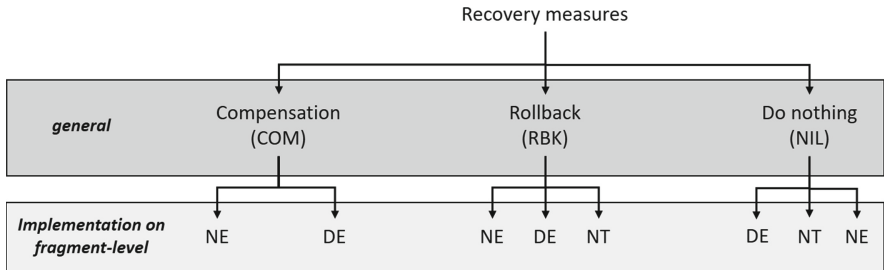 Recovery measures
general
Compensation
(COM)
Rollback
(RBK)
Do nothing
(NIL)
Implementation on
fragment-level
NE DE NE DE NT DE NT NE